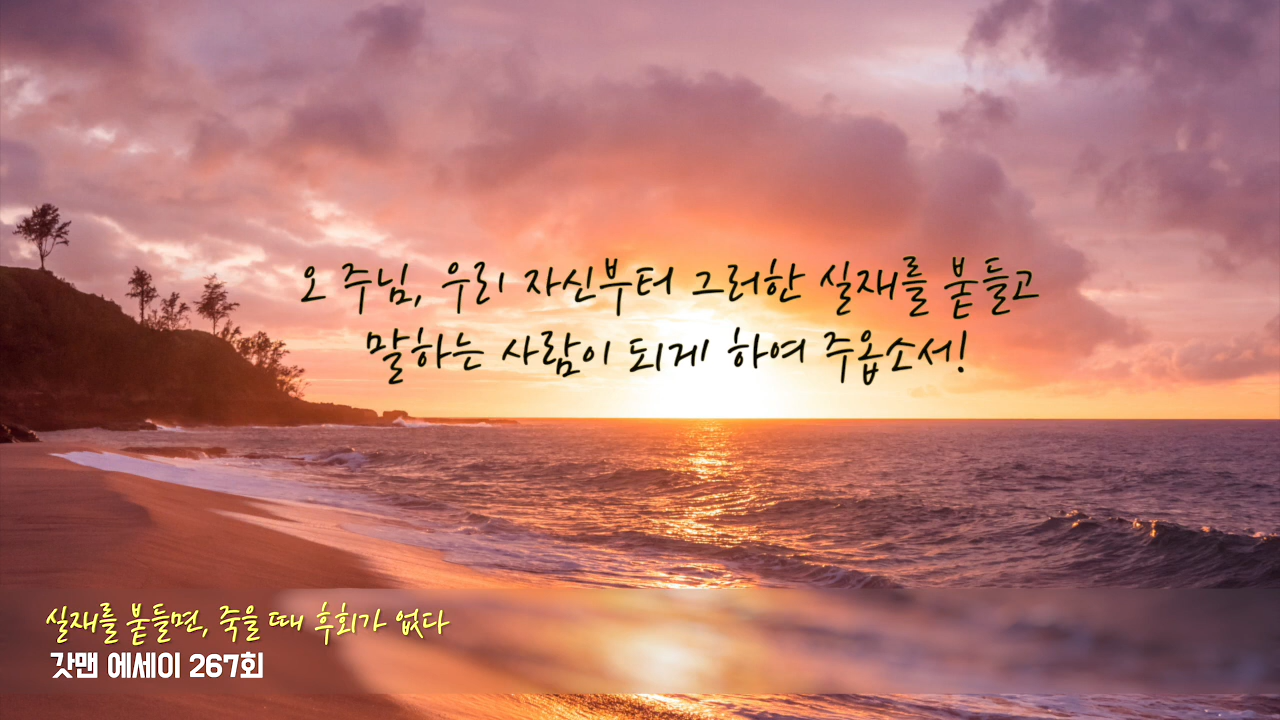 오 주님, 우리 자신부터 그러한 실재를 붙들고
말하는 사람이 되게 하여 주옵소서!
실재를 붙들면, 죽을 때 후회가 없다
갓맨 에세이 267회